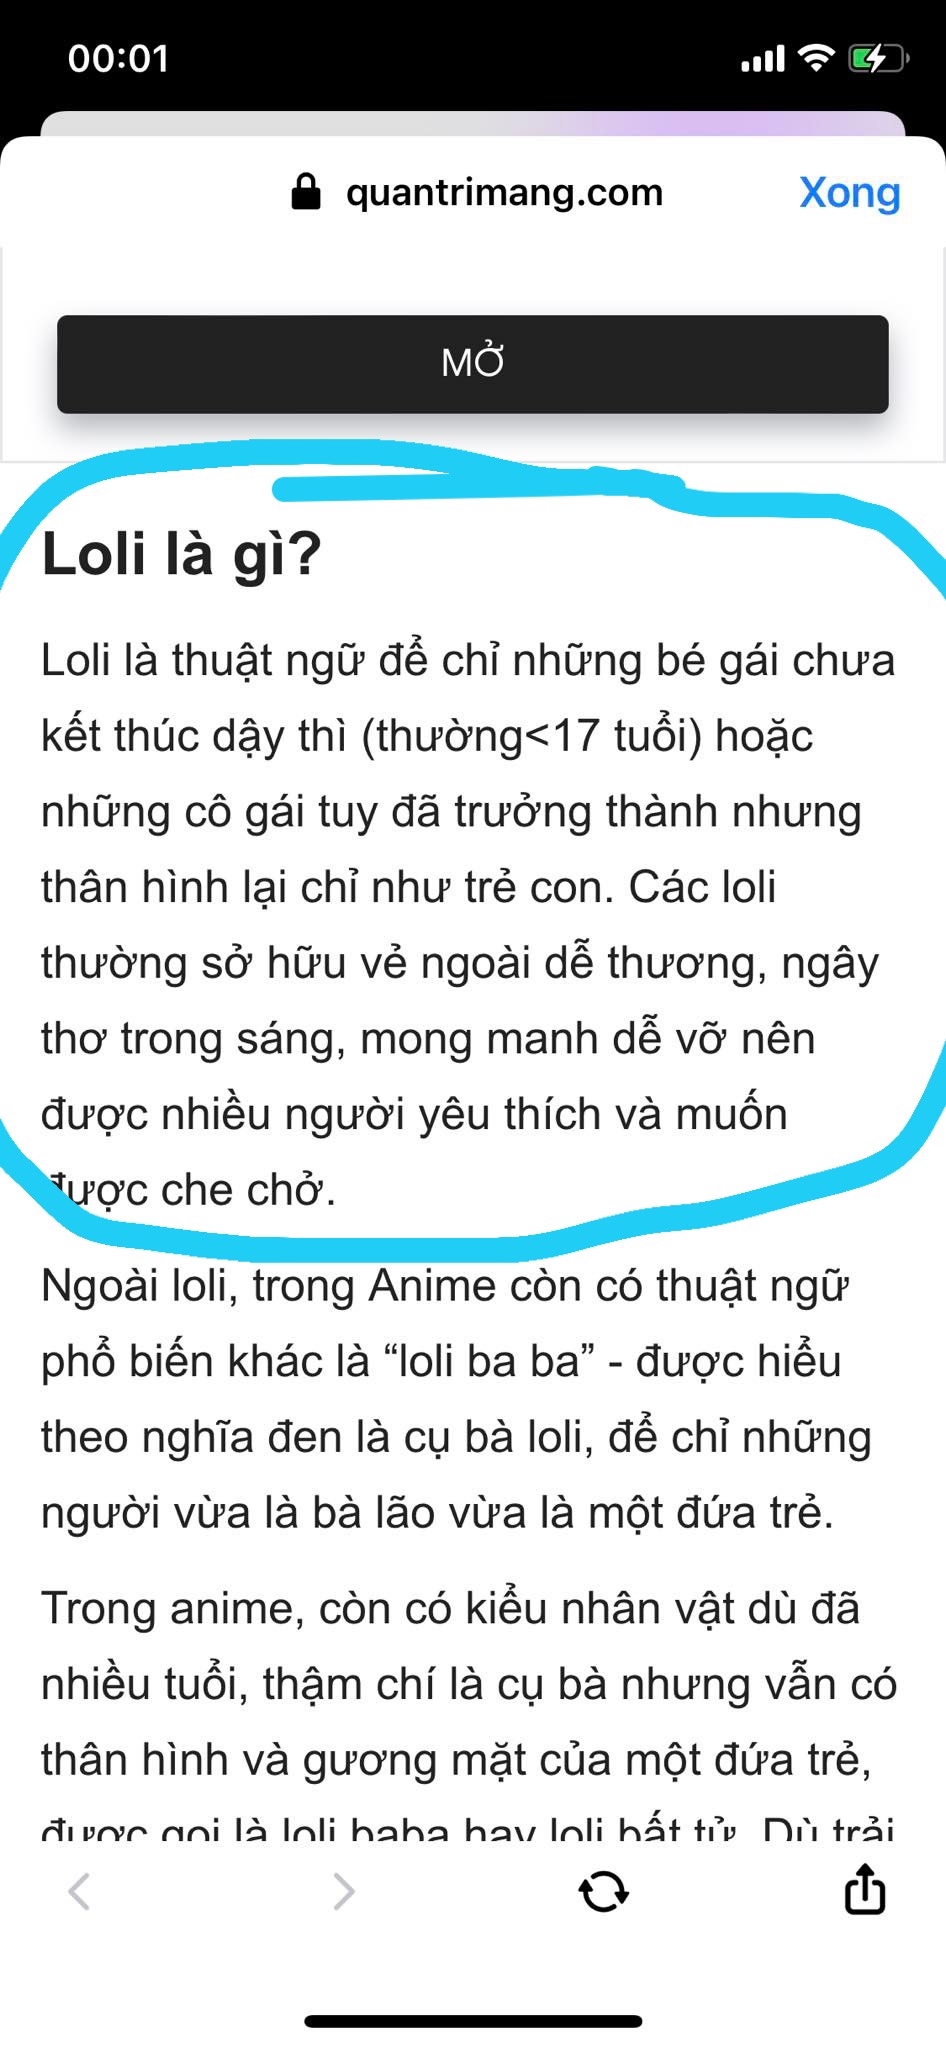 00:01
quantrimang.com
Xong
MỞ
Loli là gì?
Loli là thuật ngữ để chỉ những bé gái chưa
kết thúc dậy thì (thường<17 tuổi) hoặc
những cô gái tuy đã trưởng thành nhưng
thân hình lại chỉ như trẻ con. Các loli
thường sở hữu vẻ ngoài dễ thương, ngây
thơ trong sáng, mong manh dễ vỡ nên
được nhiều người yêu thích và muốn
được che chở.
Ngoài loli, trong Anime còn có thuật ngữ
phổ biến khác là “loli ba ba” - được hiểu
theo nghĩa đen là cụ bà loli, để chỉ những
người vừa là bà lão vừa là một đứa trẻ.
Trong anime, còn có kiểu nhân vật dù đã
nhiều tuổi, thậm chí là cụ bà nhưng vẫn có
thân hình và gương mặt của một đứa trẻ,
được gọi là loli baba hay loli bất tử. Dù trải